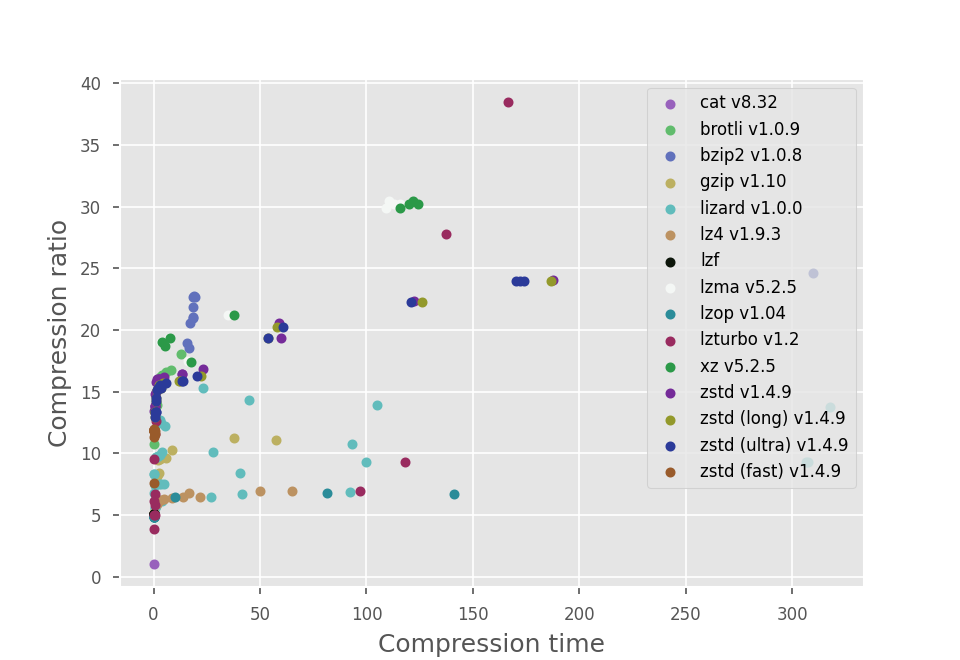 40
35
30
25
20
15
10
5
0
Compression ratio
0
50
100
150
200
250
300
Compression time
cat v8.32
brotli v1.0.9
bzip2 v1.0.8
gzip v1.10
lizard v1.0.0
lz4 v1.9.3
lzf
lzma v5.2.5
lzop v1.04
lzturbo v1.2
xz v5.2.5
zstd v1.4.9
zstd (long) v1.4.9
zstd (ultra) v1.4.9
zstd (fast) v1.4.9